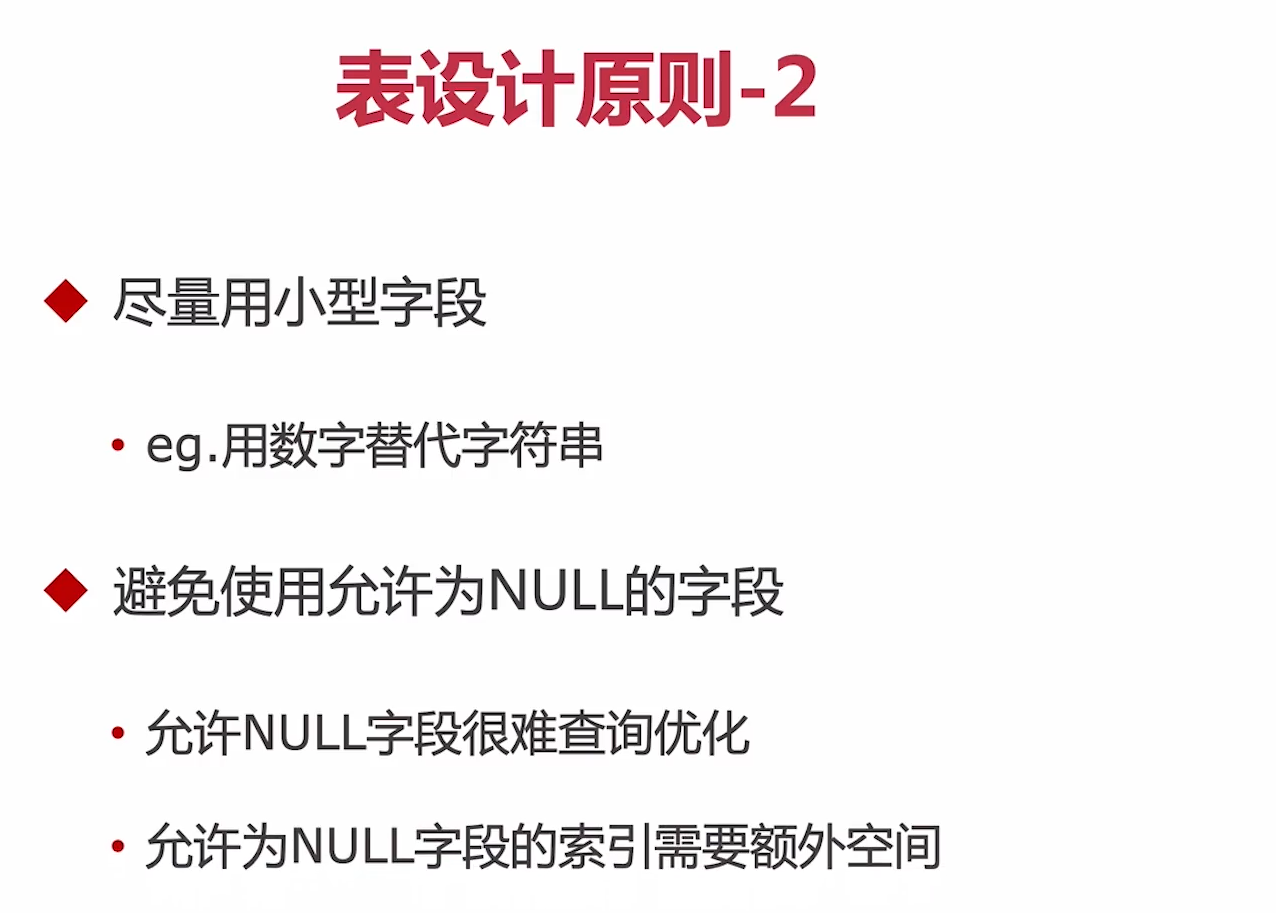 表设计原则-2
尽量用小型字段
eg.用数字替代字符串
避免使用允许为NULL的字段
允许NULL字段很难查询优化
允许为NULL字段的索引需要额外空间